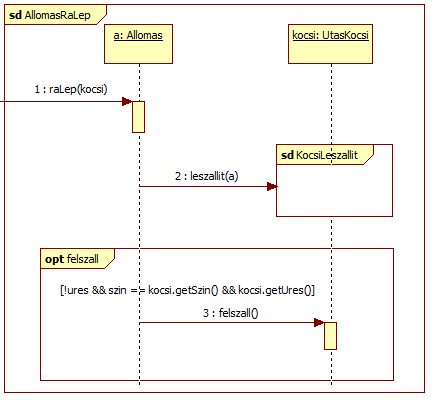 sd AllomasRaLep
a: Allomas
kocsi: UtasKocsi
1 : raLep(kocsi)
sd KocsiLeszallit
2 : leszallit(a)
opt felszall
[!ures && szin == kocsi.getSzin() && kocsi.getUres()]
3 : felszall()